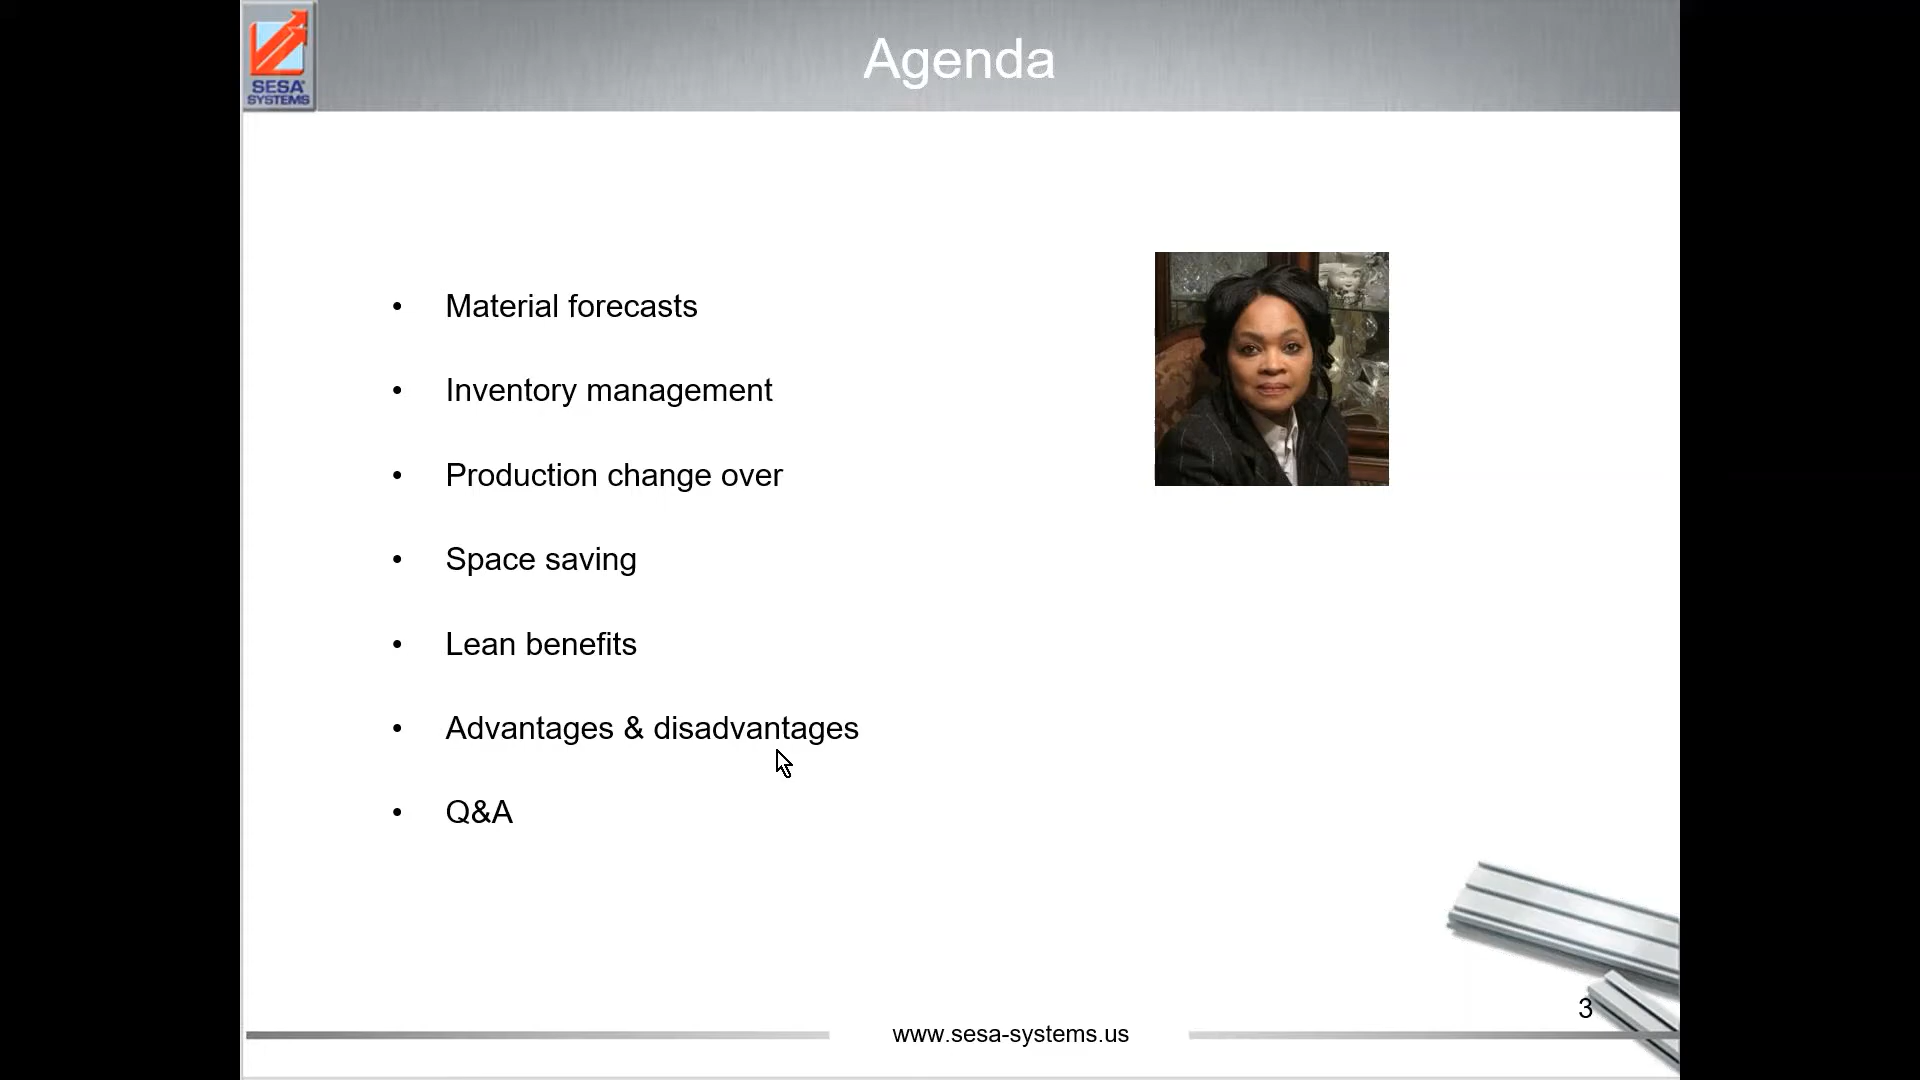 SESA
SYSTEMS
Agenda
• Material forecasts
• Inventory management
• Production change over
• Space saving
• Lean benefits
• Advantages & disadvantages
• Q&A
3
www.sesa-systems.us